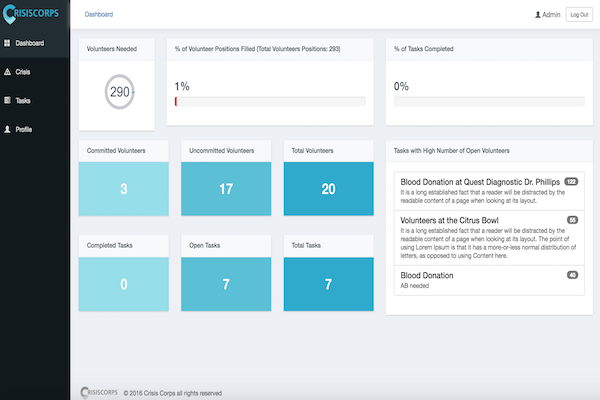 CRISISCORPS
Dashboard
Admin
Log Out
Dashboard
Crisis
Tasks
Profile
Volunteers Needed
290
% of Volunteer Positions Filled (Total Volunteers Positions: 293)
1%
% of Tasks Completed
0%
Committed Volunteers
3
Uncommitted Volunteers
17
Total Volunteers
20
Completed Tasks
0
Open Tasks
7
Total Tasks
7
Tasks with High Number of Open Volunteers
Blood Donation at Quest Diagnostic Dr. Phillips 122
It is a long established fact that a reader will be distracted by the
readable content of a page when looking at its layout.
Volunteers at the Citrus Bowl 55
It is a long established fact that a reader will be distracted by the
readable content of a page when looking at its layout. The point of
using Lorem Ipsum is that it has a more-or-less normal distribution of
letters, as opposed to using Content here.
Blood Donation 40
AB needed
CRISISCORPS © 2016 Crisis Corps all rights reserved